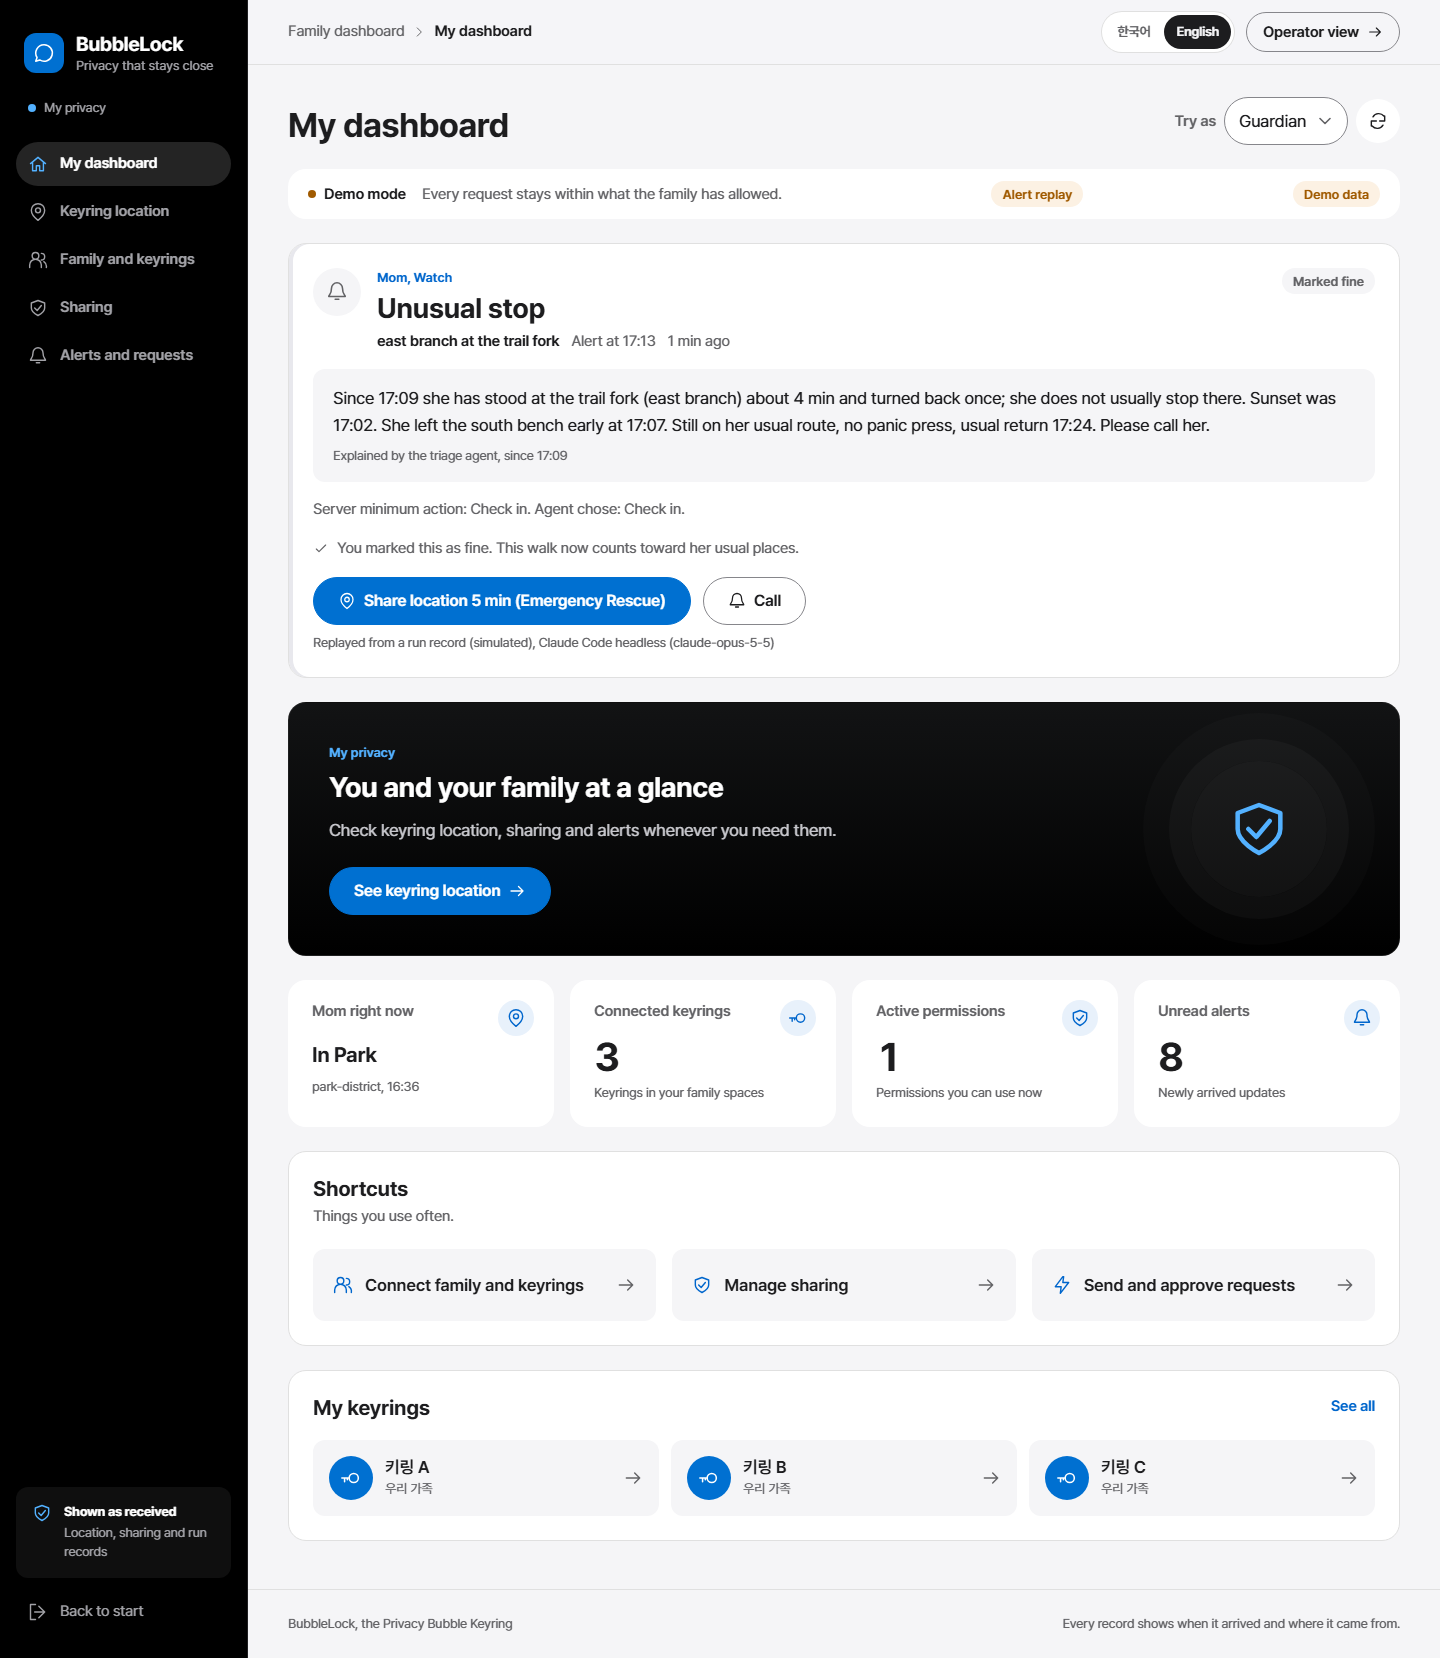 BubbleLock
Privacy that stays close
My privacy
My dashboard
Keyring location
Family and keyrings
Sharing
Alerts and requests
Shown as received
Location, sharing and run
records
Back to start
Family dashboard > My dashboard
한국어 English
Operator view →
My dashboard
Try as Guardian
Demo mode Every request stays within what the family has allowed. Alert replay Demo data
Mom, Watch
Marked fine
Unusual stop
east branch at the trail fork Alert at 17:13 1 min ago
Since 17:09 she has stood at the trail fork (east branch) about 4 min and turned back once; she does not usually stop there. Sunset was
17:02. She left the south bench early at 17:07. Still on her usual route, no panic press, usual return 17:24. Please call her.
Explained by the triage agent, since 17:09
Server minimum action: Check in. Agent chose: Check in.
You marked this as fine. This walk now counts toward her usual places.
Share location 5 min (Emergency Rescue) Call
Replayed from a run record (simulated), Claude Code headless (claude-opus-5-5)
My privacy
You and your family at a glance
Check keyring location, sharing and alerts whenever you need them.
See keyring location →
Mom right now
In Park
park-district, 16:36
Connected keyrings
3
Keyrings in your family spaces
Active permissions
1
Permissions you can use now
Unread alerts
8
Newly arrived updates
Shortcuts
Things you use often.
Connect family and keyrings →
Manage sharing →
Send and approve requests →
My keyrings
See all
키링 A
우리 가족
키링 B
우리 가족
키링 C
우리 가족
BubbleLock, the Privacy Bubble Keyring
Every record shows when it arrived and where it came from.